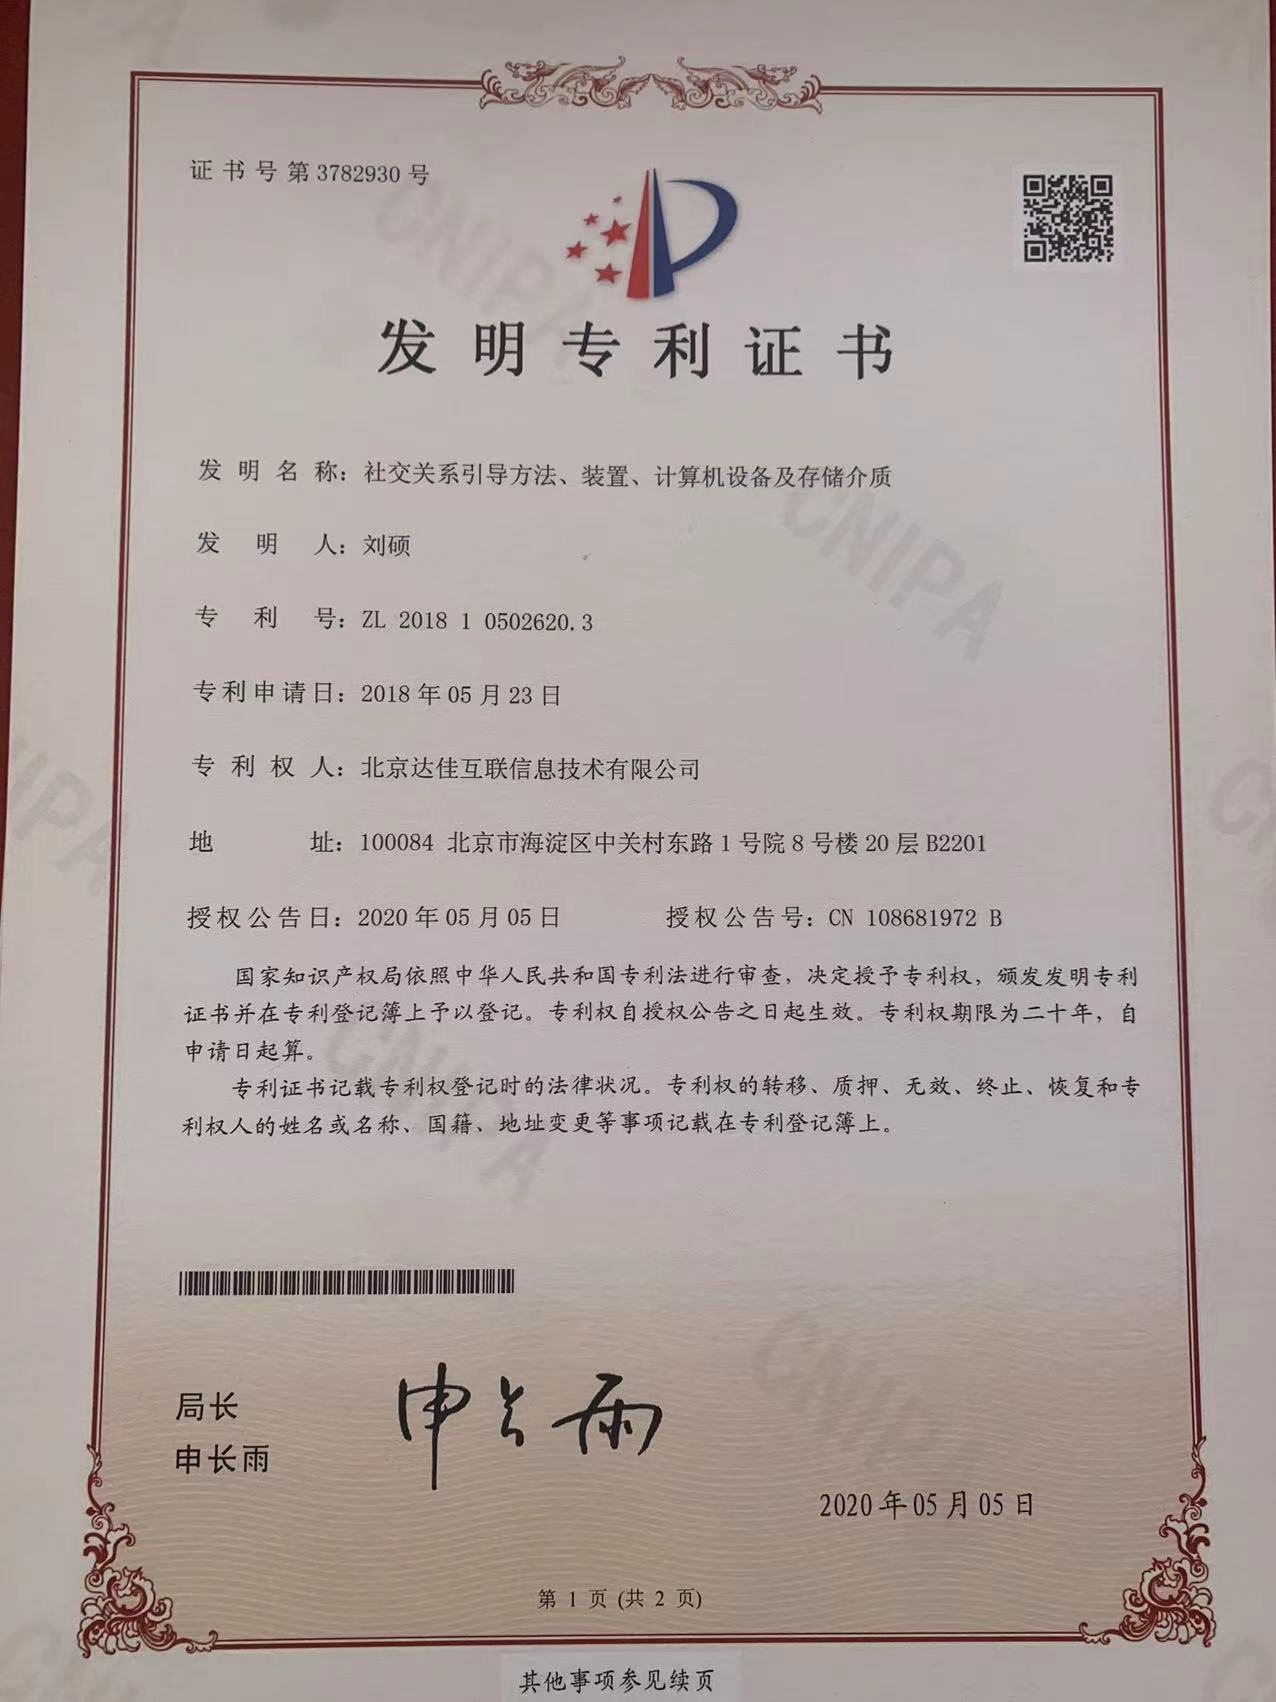 证书号第3782930号
发明专利证书
发明名称：社交关系引导方法、装置、计算机设备及存储介质
发明人：刘硕
专利号：ZL 2018 1 0502620.3
专利申请日：2018年05月23日
专利权人：北京达佳互联信息技术有限公司
地址：100084 北京市海淀区中关村东路1号院8号楼20层B2201
授权公告日：2020年05月05日 授权公告号：CN 108681972 B
国家知识产权局依照中华人民共和国专利法进行审查，决定授予专利权，颁发发明专利
证书并在专利登记簿上予以登记。专利权自授权公告之日起生效。专利权期限为二十年，自
申请日起算。
专利证书记载专利权登记时的法律状况。专利权的转移、质押、无效、终止、恢复和专
利权人的姓名或名称、国籍、地址变更等事项记载在专利登记簿上。
局长
申长雨
申长雨
2020年05月05日
第 1 页 (共 2 页)
其他事项参见续页
CNIPA
CNIPA
CNIPA
CNIPA
CNIPA